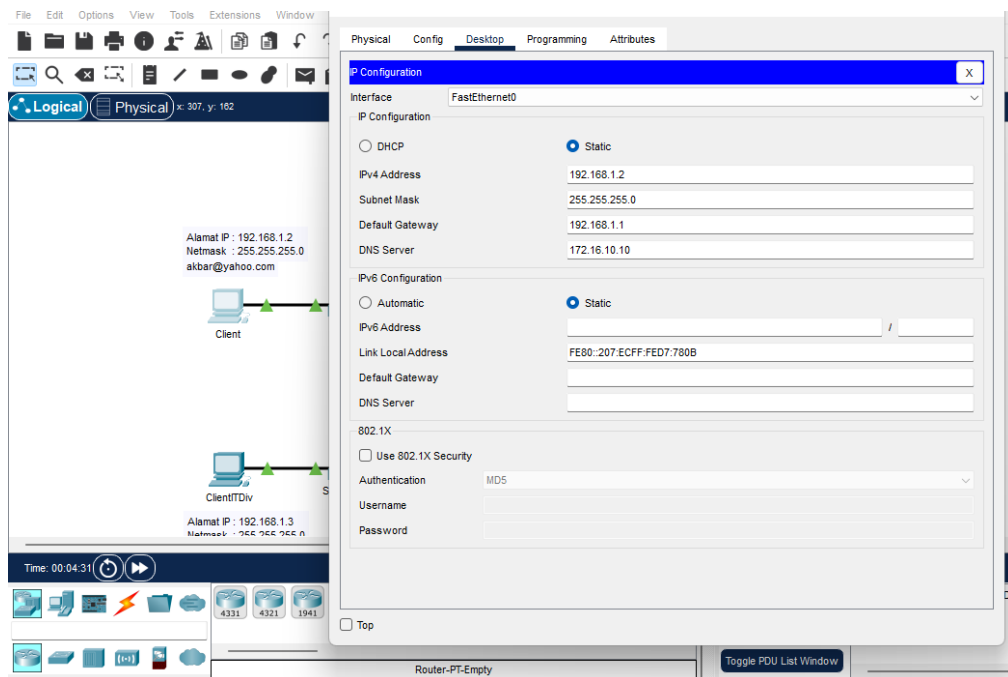 File Edit Options View Tools Extensions Window
Physical Config Desktop Programming Attributes
IP Configuration X
Interface FastEthernet0
IP Configuration
DHCP Static
IPv4 Address 192.168.1.2
Subnet Mask 255.255.255.0
Default Gateway 192.168.1.1
DNS Server 172.16.10.10
IPv6 Configuration
Automatic Static
IPv6 Address /
Link Local Address FE80::207:ECFF:FED7:780B
Default Gateway
DNS Server
802.1X
Use 802.1X Security
Authentication MD5
Username
Password
Top
Logical Physical x: 307, y: 162
Alamat IP : 192.168.1.2
Netmask : 255.255.255.0
akbar@yahoo.com
Client
ClientITDiv
S
Alamat IP : 192.168.1.3
Netmask : 255.255.255.0
Time: 00:04:31
4331 4321 1941
Router-PT-Empty
Toggle PDU List Window